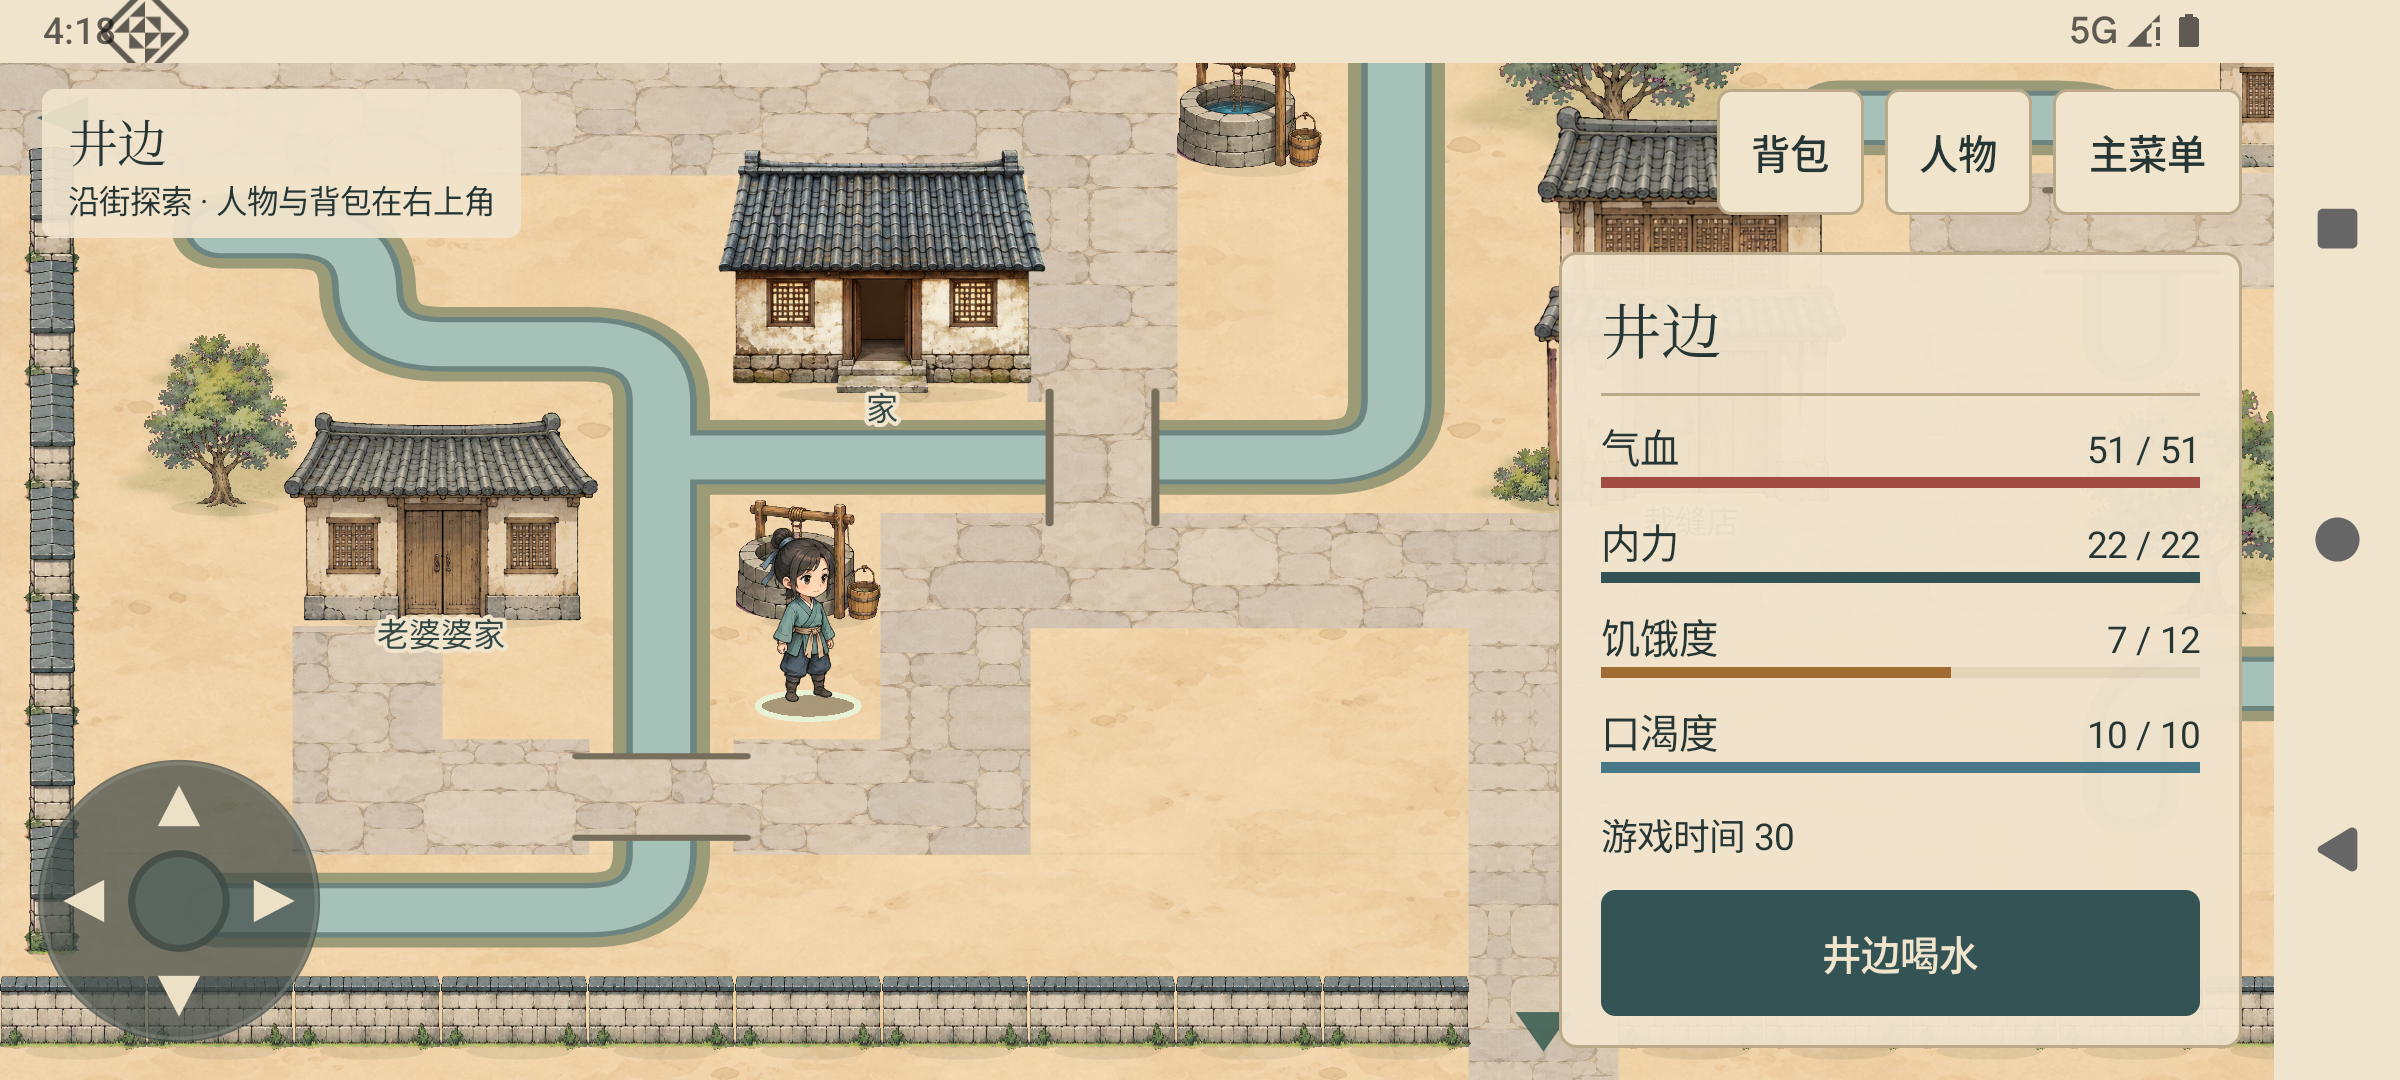 4:18
5G
井边
沿街探索 · 人物与背包在右上角
背包
人物
主菜单
家
老婆婆家
裁缝店
井边
气血 51 / 51
内力 22 / 22
饥饿度 7 / 12
口渴度 10 / 10
游戏时间 30
井边喝水